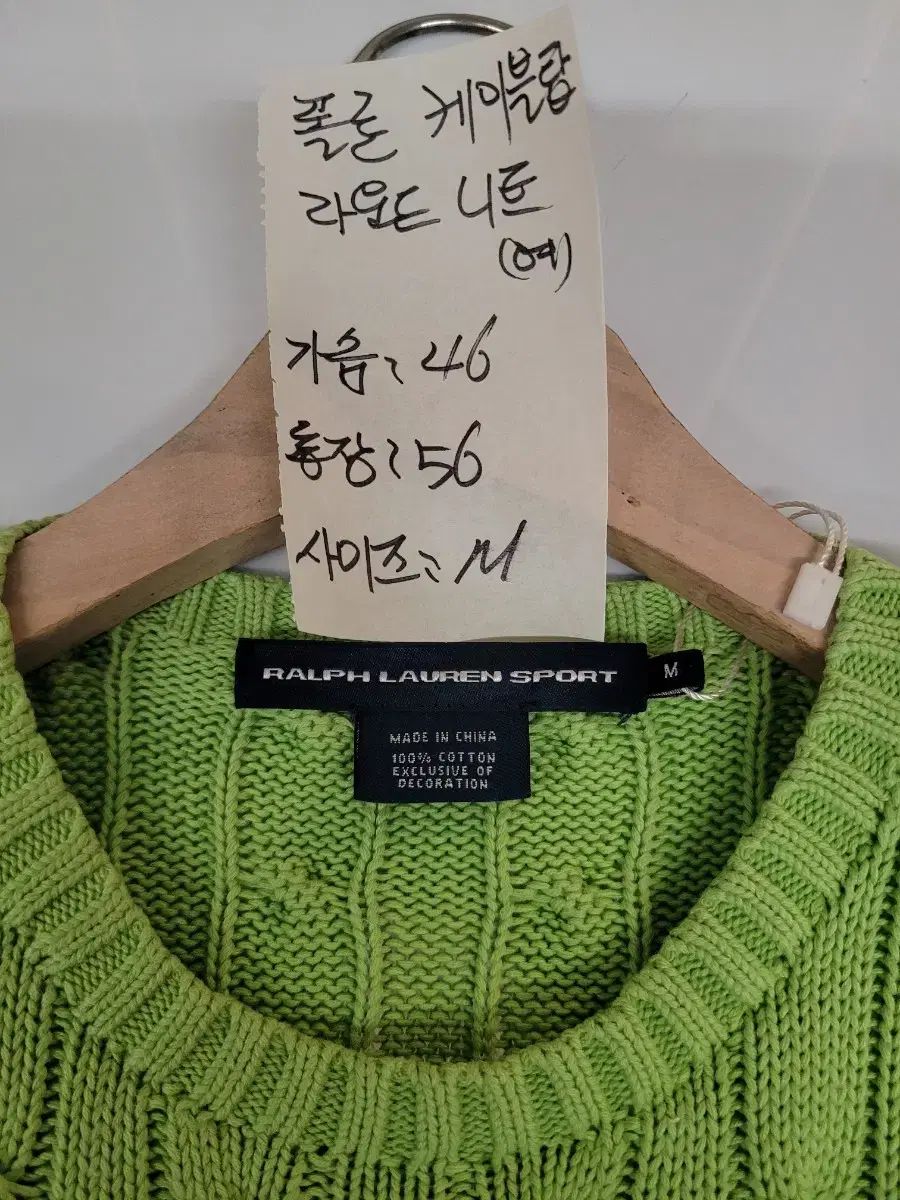 폴로 케이블탑
라운드 니트
(여)
가슴: 46
총장: 56
사이즈: M
RALPH LAUREN SPORT
M
MADE IN CHINA
100% COTTON
EXCLUSIVE OF
DECORATION